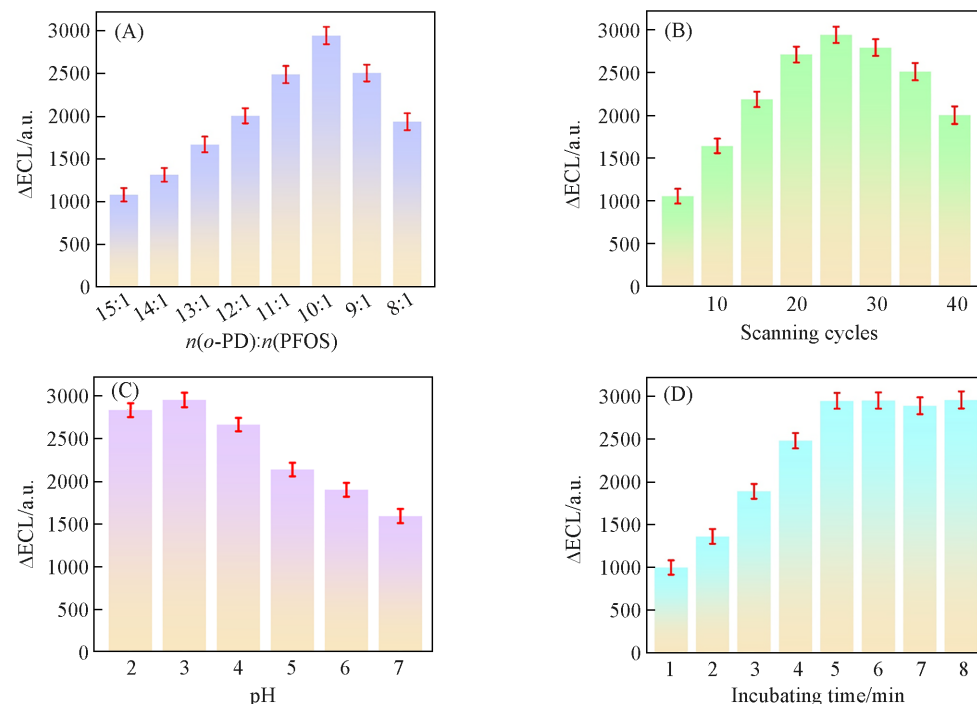 (A)
3000
2500
2000
1500
1000
500
0
ΔECL/a.u.
15:1 14:1 13:1 12:1 11:1 10:1 9:1 8:1
n(o-PD):n(PFOS)
(B)
3000
2500
2000
1500
1000
500
0
ΔECL/a.u.
10 20 30 40
Scanning cycles
(C)
3000
2500
2000
1500
1000
500
0
ΔECL/a.u.
2 3 4 5 6 7
pH
(D)
3000
2500
2000
1500
1000
500
0
ΔECL/a.u.
1 2 3 4 5 6 7 8
Incubating time/min